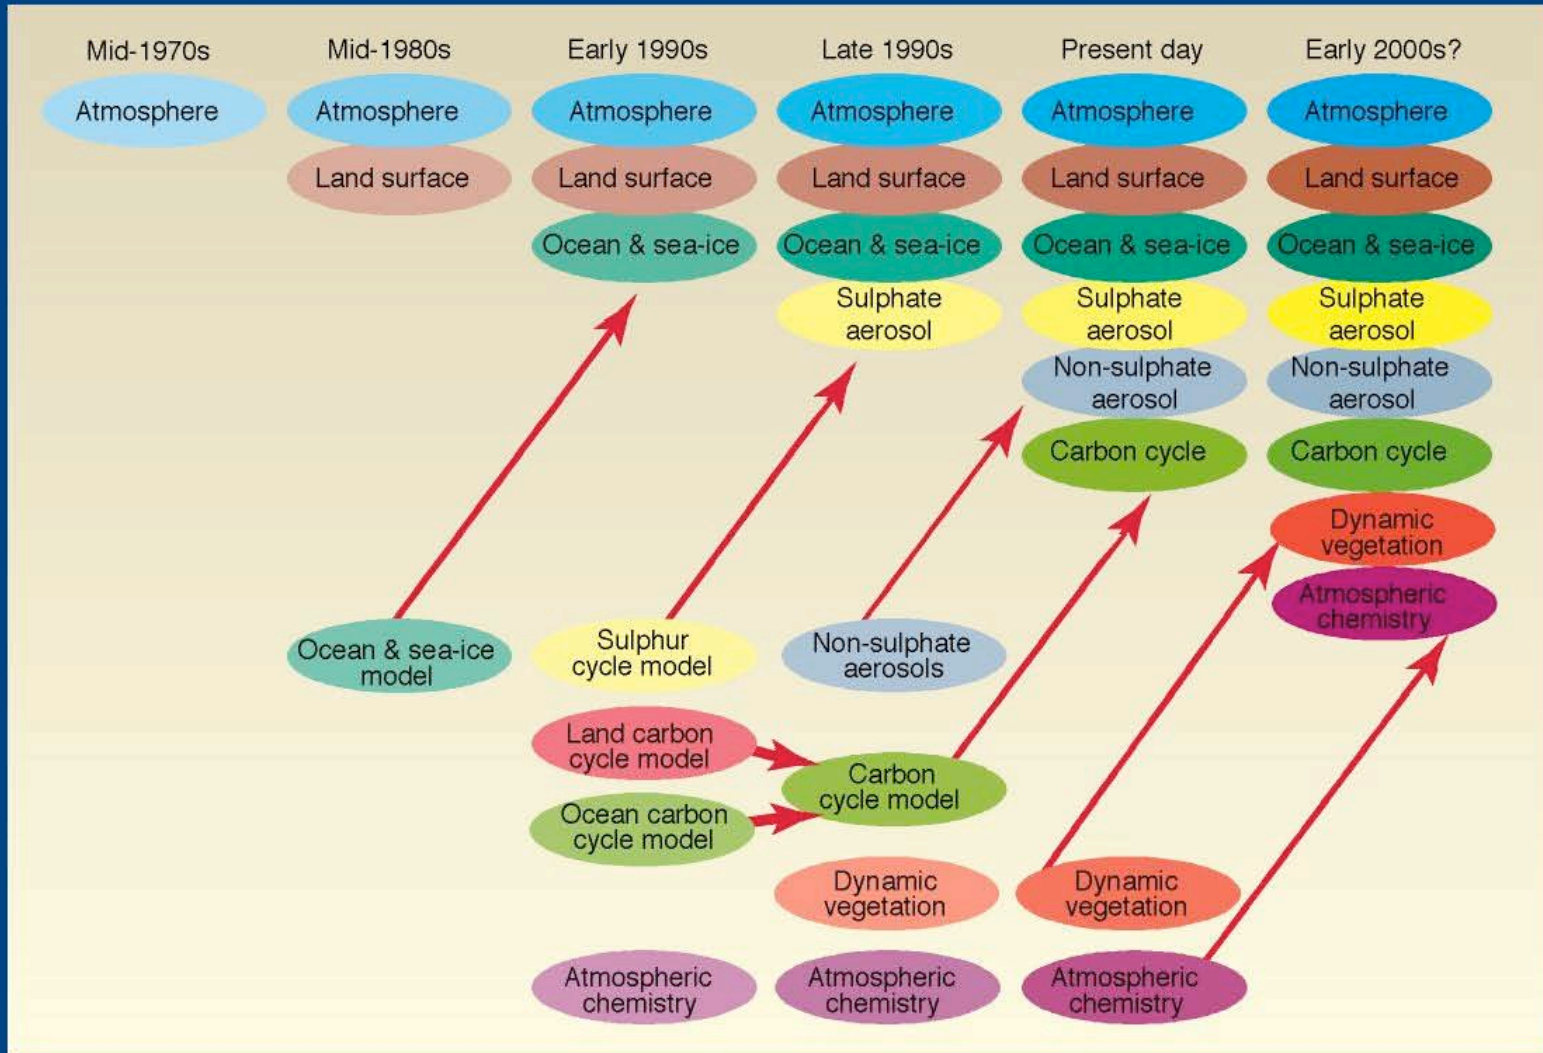 Mid-1970s
Mid-1980s
Early 1990s
Late 1990s
Present day
Early 2000s?
Atmosphere
Atmosphere
Atmosphere
Atmosphere
Atmosphere
Atmosphere
Land surface
Land surface
Land surface
Land surface
Land surface
Ocean & sea-ice
Ocean & sea-ice
Ocean & sea-ice
Ocean & sea-ice
Sulphate
aerosol
Sulphate
aerosol
Sulphate
aerosol
Non-sulphate
aerosol
Non-sulphate
aerosol
Carbon cycle
Carbon cycle
Dynamic
vegetation
Atmospheric
chemistry
Ocean & sea-ice
model
Sulphur
cycle model
Non-sulphate
aerosols
Land carbon
cycle model
Carbon
cycle model
Ocean carbon
cycle model
Dynamic
vegetation
Dynamic
vegetation
Atmospheric
chemistry
Atmospheric
chemistry
Atmospheric
chemistry